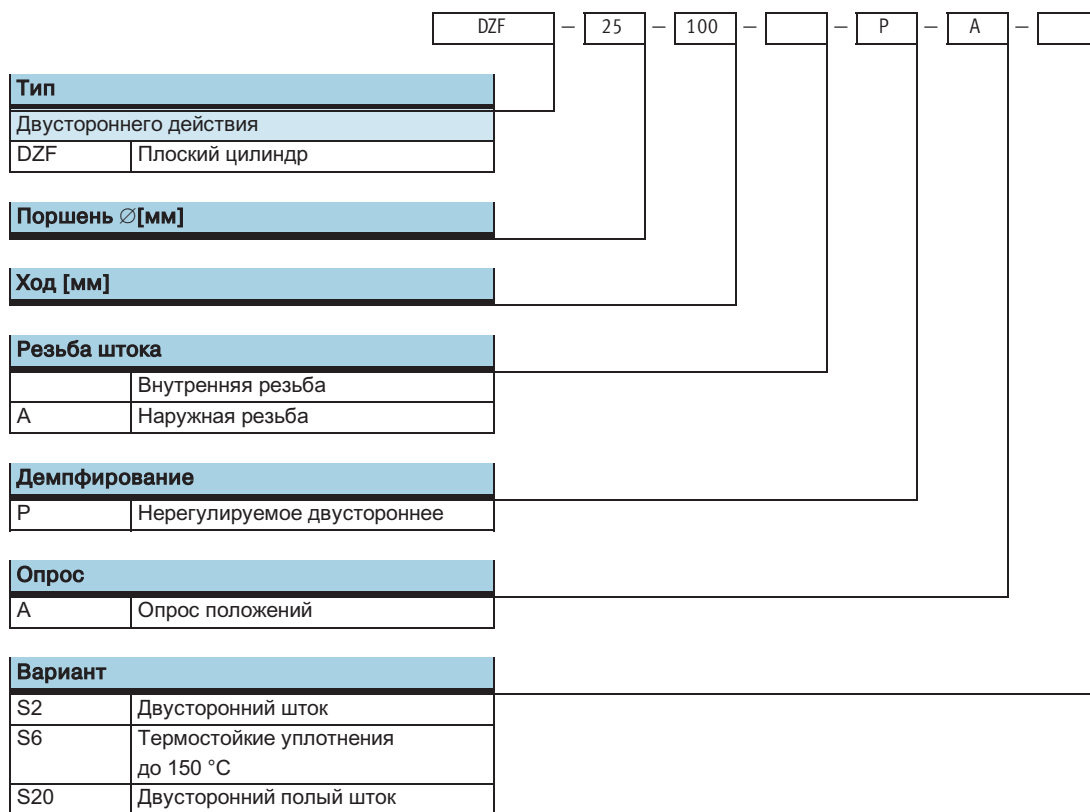 DZF – 25 – 100 – – P – A –
Тип
Двустороннего действия
DZF Плоский цилиндр
Поршень ∅[мм]
Ход [мм]
Резьба штока
Внутренняя резьба
A Наружная резьба
Демпфирование
P Нерегулируемое двустороннее
Опрос
A Опрос положений
Вариант
S2 Двусторонний шток
S6 Термостойкие уплотнения
до 150 °C
S20 Двусторонний полый шток